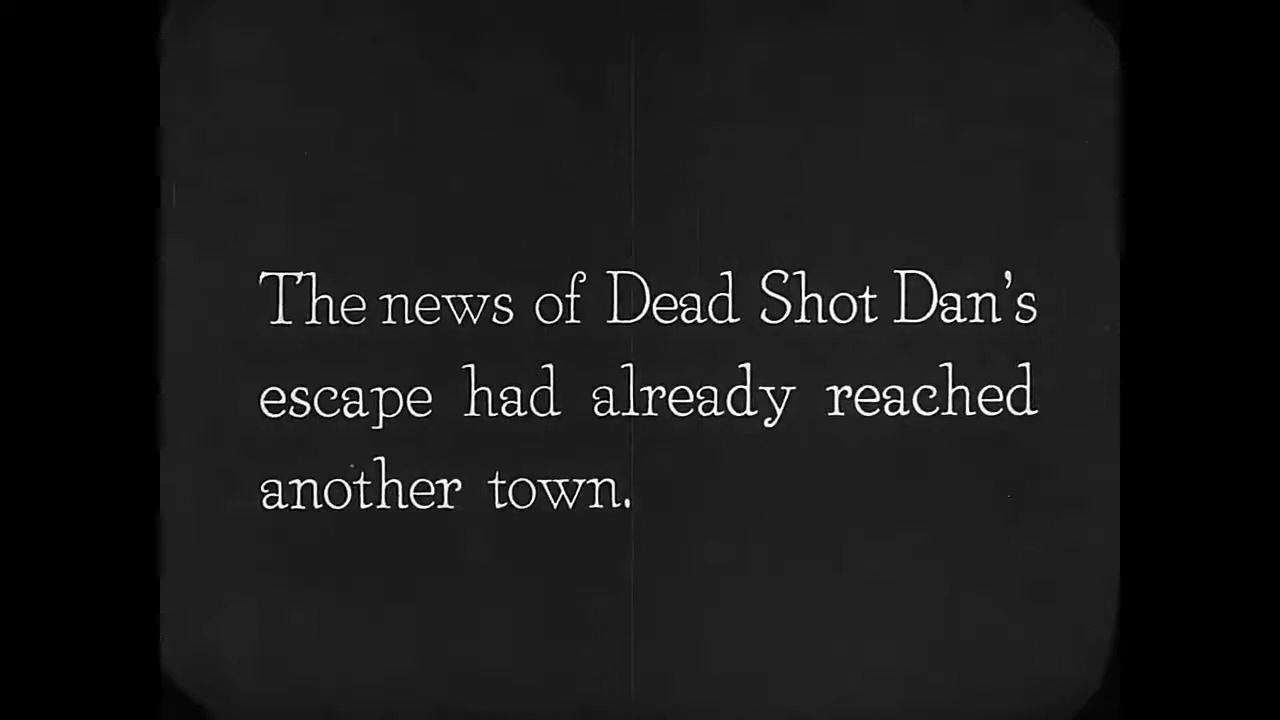 The news of Dead Shot Dan's
escape had already reached
another town.